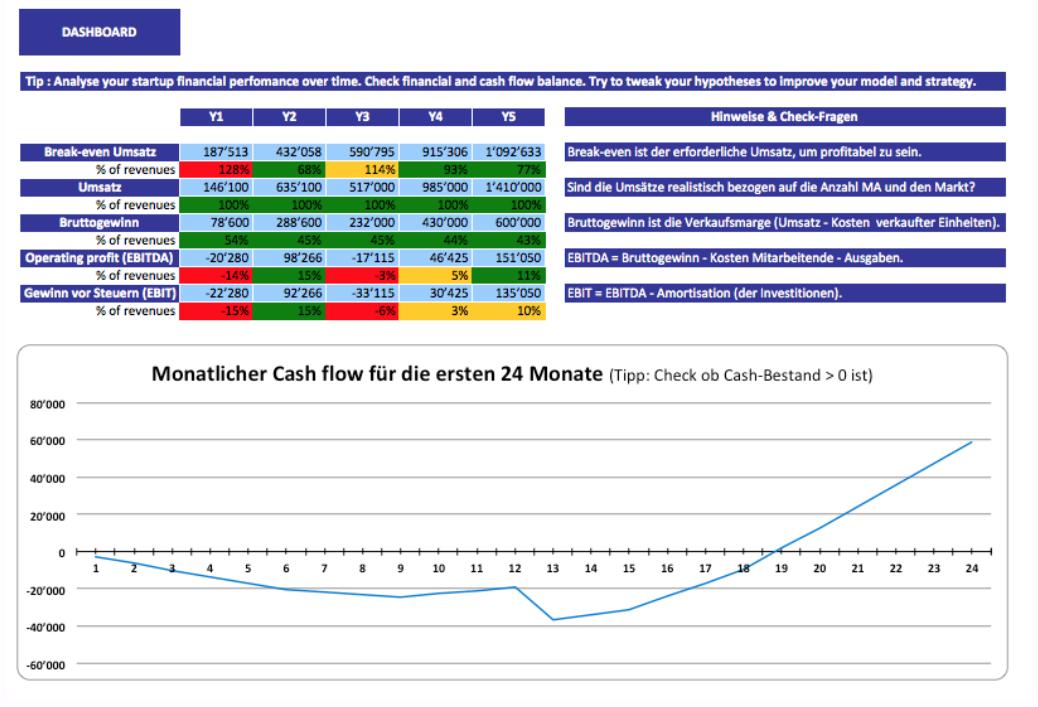 DASHBOARD
Tip : Analyse your startup financial perfomance over time. Check financial and cash flow balance. Try to tweak your hypotheses to improve your model and strategy.
Y1 Y2 Y3 Y4 Y5 Hinweise & Check-Fragen
Break-even Umsatz 187’513 432’058 590’795 915’306 1’092’633 Break-even ist der erforderliche Umsatz, um profitabel zu sein.
% of revenues 128% 68% 114% 93% 77%
Umsatz 146’100 635’100 517’000 985’000 1’410’000 Sind die Umsätze realistisch bezogen auf die Anzahl MA und den Markt?
% of revenues 100% 100% 100% 100% 100%
Bruttogewinn 78’600 288’600 232’000 430’000 600’000 Bruttogewinn ist die Verkaufsmarge (Umsatz - Kosten verkaufter Einheiten).
% of revenues 54% 45% 45% 44% 43%
Operating profit (EBITDA) -20’280 98’266 -17’115 46’425 151’050 EBITDA = Bruttogewinn - Kosten Mitarbeitende - Ausgaben.
% of revenues -14% 15% -3% 5% 11%
Gewinn vor Steuern (EBIT) -22’280 92’266 -33’115 30’425 135’050 EBIT = EBITDA - Amortisation (der Investitionen).
% of revenues -15% 15% -6% 3% 10%
Monatlicher Cash flow für die ersten 24 Monate (Tipp: Check ob Cash-Bestand > 0 ist)
80’000
60’000
40’000
20’000
0
1 2 3 4 5 6 7 8 9 10 11 12 13 14 15 16 17 18 19 20 21 22 23 24
-20’000
-40’000
-60’000